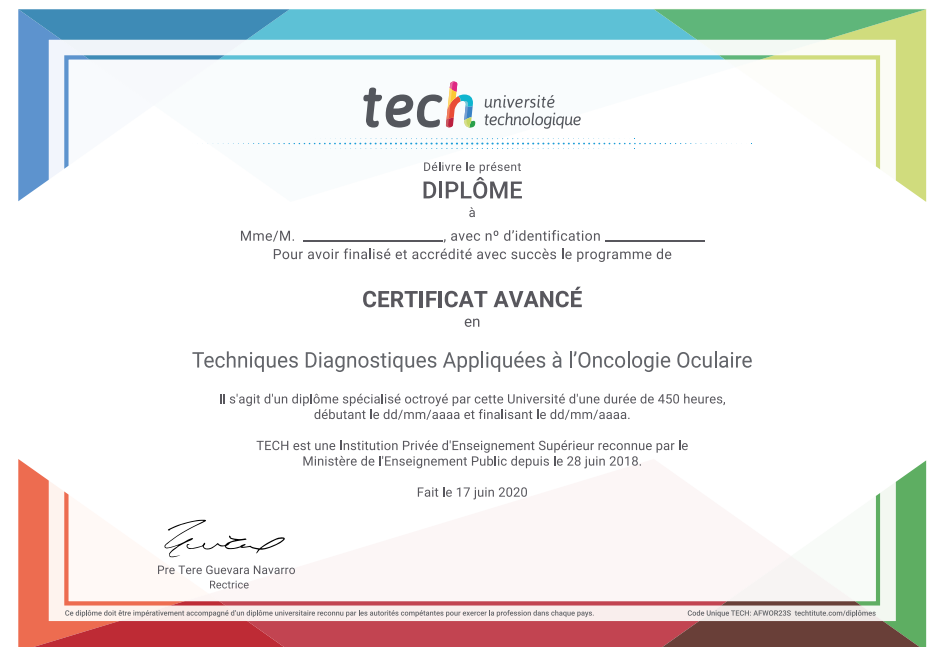 tech université
technologique
Délivre le présent
DIPLÔME
à
Mme/M. ____________________, avec nº d'identification ______________
Pour avoir finalisé et accrédité avec succès le programme de
CERTIFICAT AVANCÉ
en
Techniques Diagnostiques Appliquées à l'Oncologie Oculaire
Il s'agit d'un diplôme spécialisé octroyé par cette Université d'une durée de 450 heures,
débutant le dd/mm/aaaa et finalisant le dd/mm/aaaa.
TECH est une Institution Privée d'Enseignement Supérieur reconnue par le
Ministère de l'Enseignement Public depuis le 28 juin 2018.
Fait le 17 juin 2020
Pre Tere Guevara Navarro
Rectrice
Ce diplôme doit être impérativement accompagné d'un diplôme universitaire reconnu par les autorités compétantes pour exercer la profession dans chaque pays.
Code Unique TECH: AFWOR23S techtitute.com/diplômes